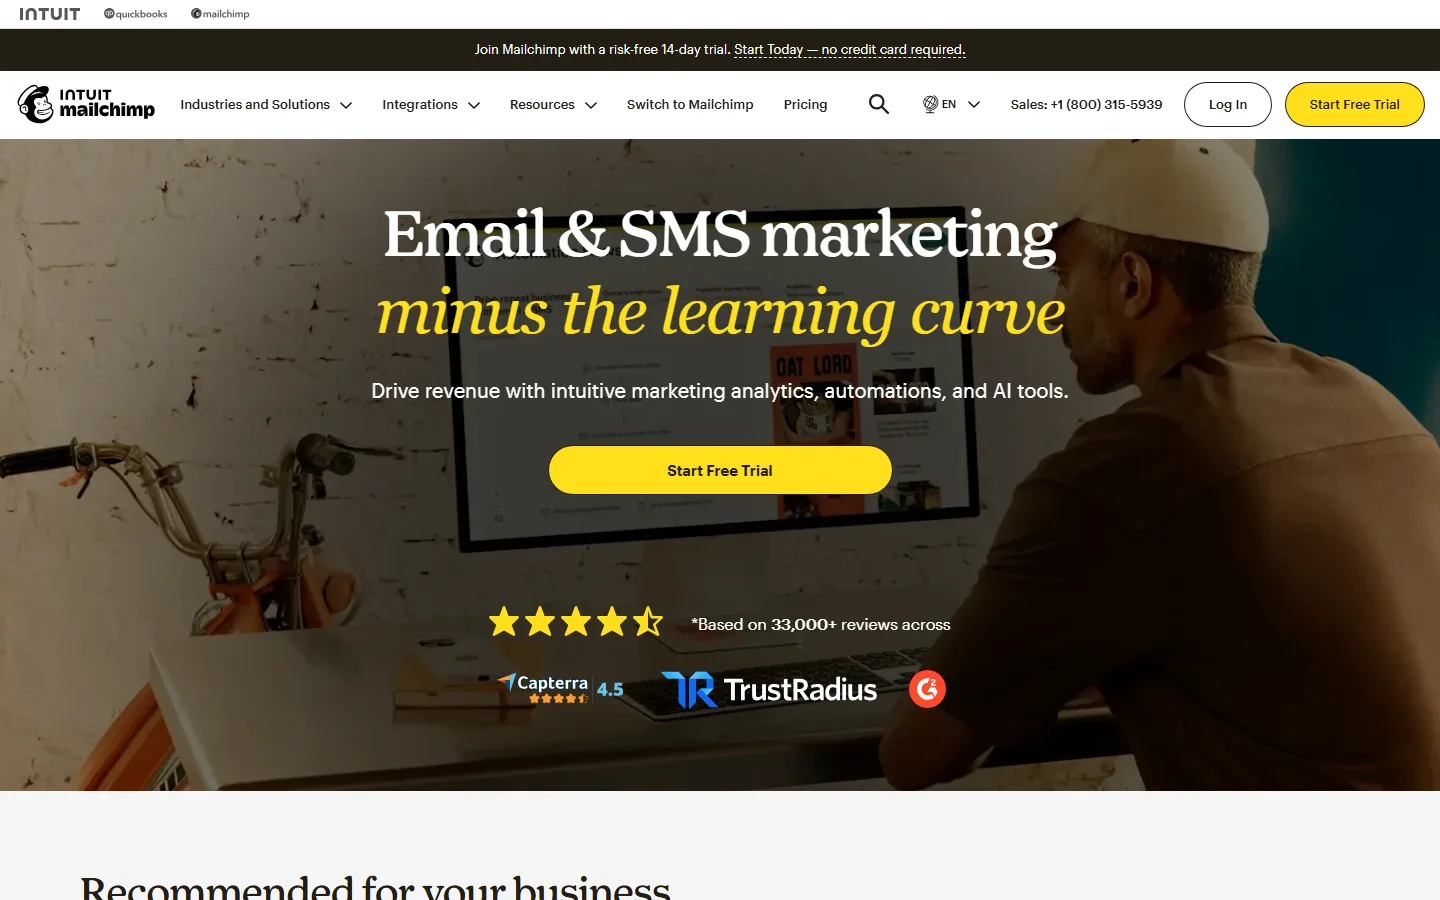 INTUIT
quickbooks
mailchimp
Join Mailchimp with a risk-free 14-day trial. Start Today — no credit card required.
INTUIT
mailchimp
Industries and Solutions
Integrations
Resources
Switch to Mailchimp
Pricing
EN
Sales: +1 (800) 315-5939
Log In
Start Free Trial
Email & SMS marketing
minus the learning curve
OAT LORD
Drive revenue with intuitive marketing analytics, automations, and AI tools.
Start Free Trial
*Based on 33,000+ reviews across
Capterra 4.5
TrustRadius
G2
Recommended for your business